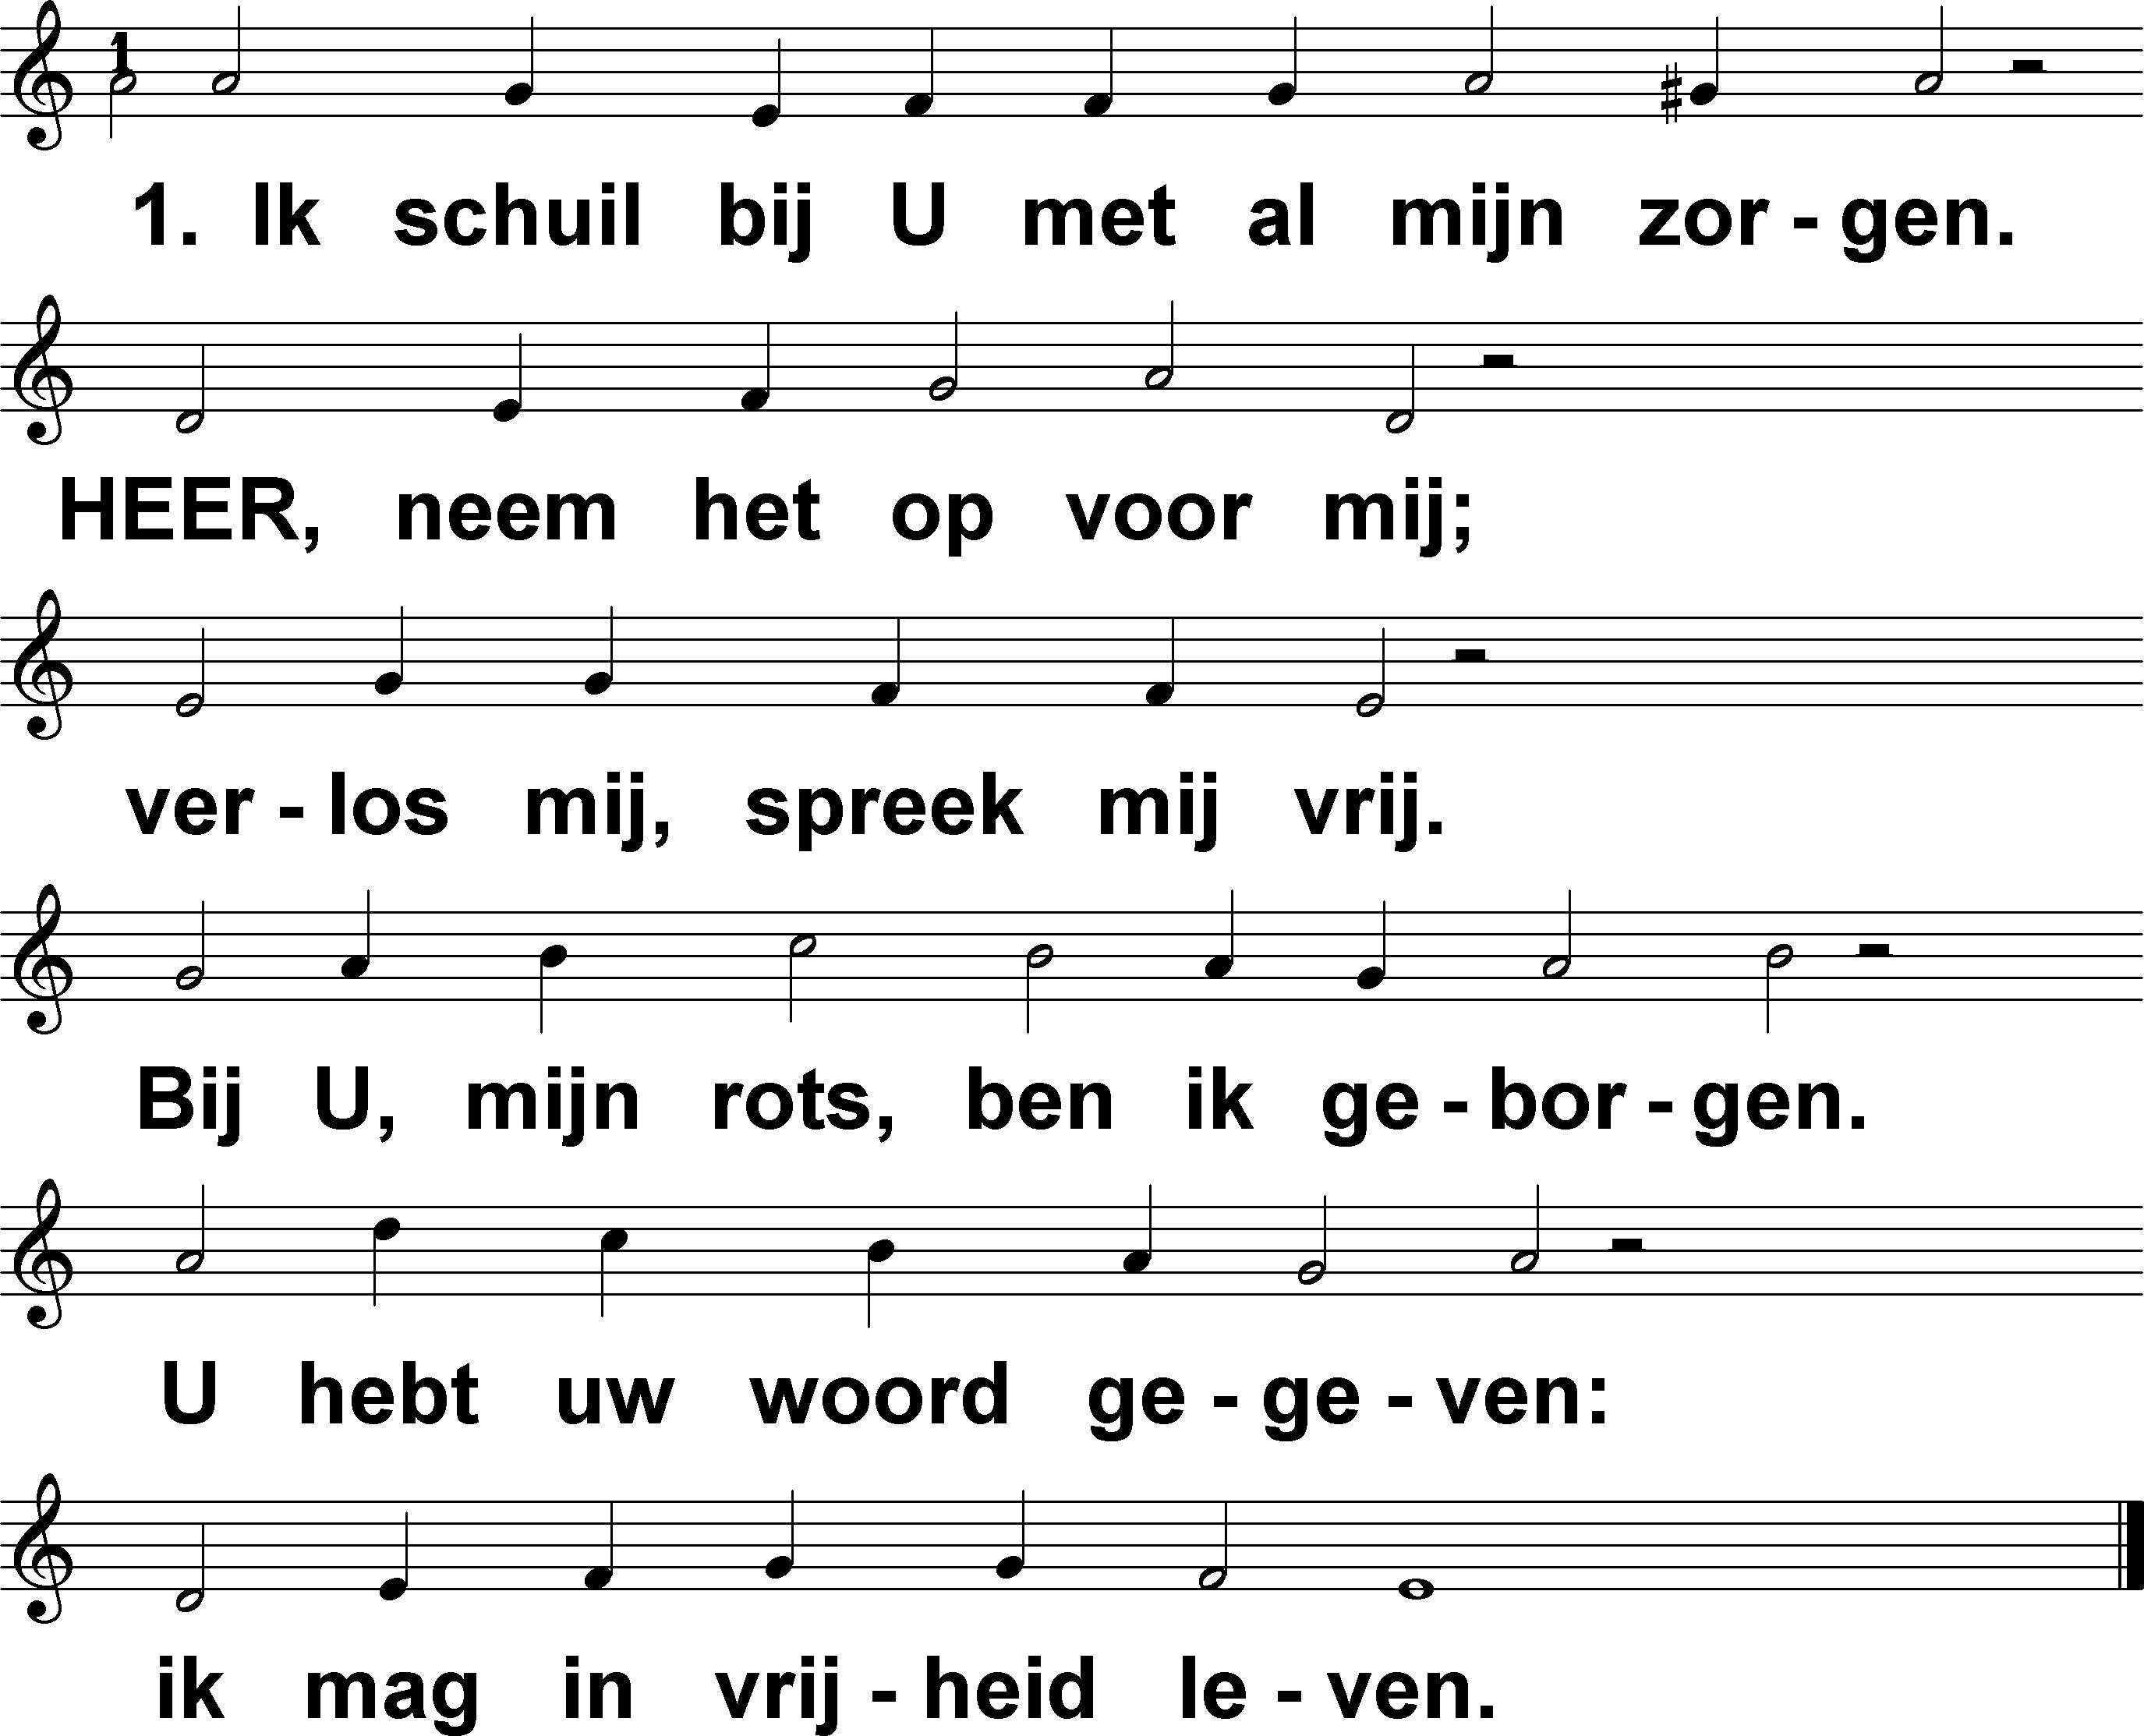 1. Ik schuil bij U met al mijn zor - gen.
HEER, neem het op voor mij;
ver - los mij, spreek mij vrij.
Bij U, mijn rots, ben ik ge - bor - gen.
U hebt uw woord ge - ge - ven:
ik mag in vrij - heid le - ven.